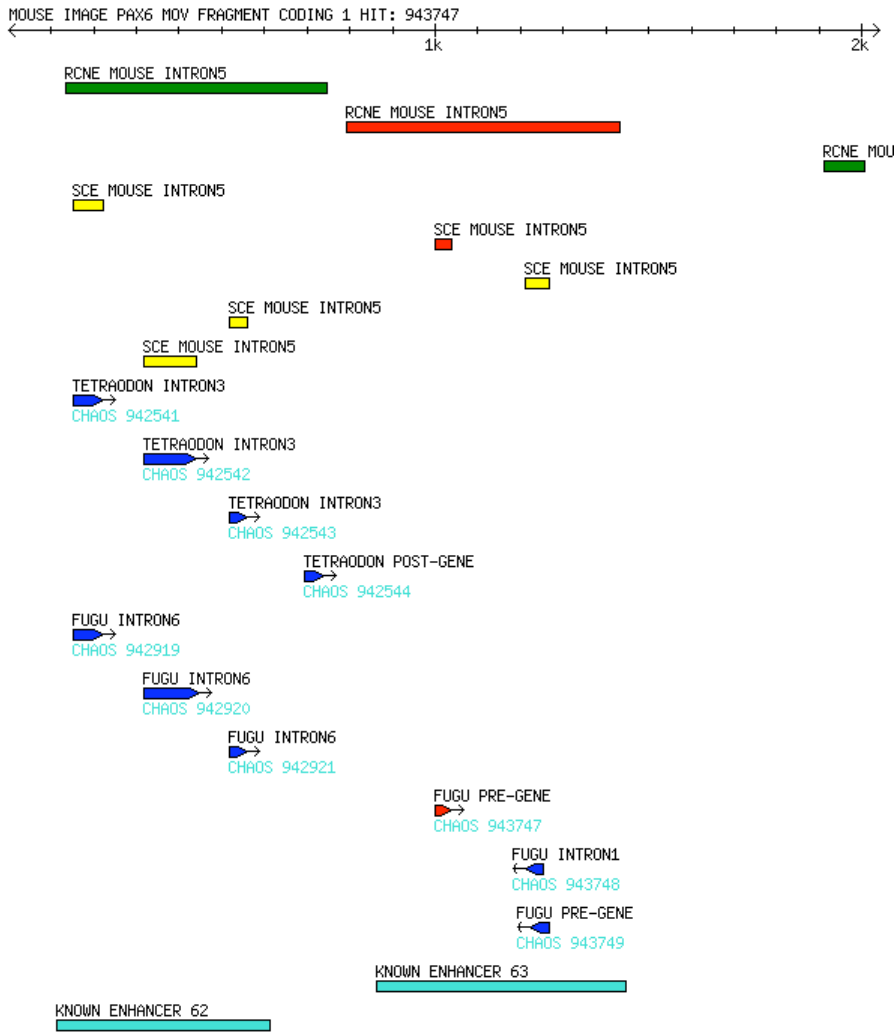 MOUSE IMAGE PAX6 MOV FRAGMENT CODING 1 HIT: 943747
1k
2k
RCNE MOUSE INTRON5
RCNE MOUSE INTRON5
RCNE MOU
SCE MOUSE INTRON5
SCE MOUSE INTRON5
SCE MOUSE INTRON5
SCE MOUSE INTRON5
SCE MOUSE INTRON5
TETRAODON INTRON3
CHAOS 942541
TETRAODON INTRON3
CHAOS 942542
TETRAODON INTRON3
CHAOS 942543
TETRAODON POST-GENE
CHAOS 942544
FUGU INTRON6
CHAOS 942919
FUGU INTRON6
CHAOS 942920
FUGU INTRON6
CHAOS 942921
FUGU PRE-GENE
CHAOS 943747
FUGU INTRON1
CHAOS 943748
FUGU PRE-GENE
CHAOS 943749
KNOWN ENHANCER 63
KNOWN ENHANCER 62